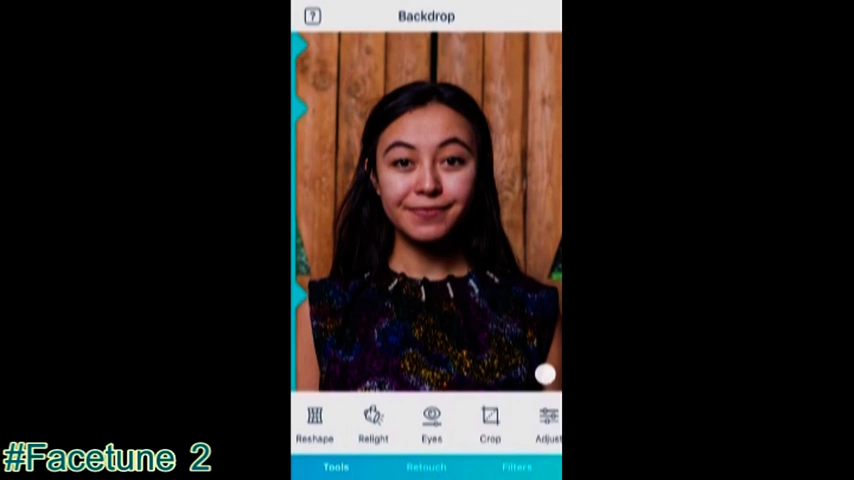 ?
Backdrop
Reshape Relight Eyes Crop Adjust
Tools Retouch Filters
#Facetune 2